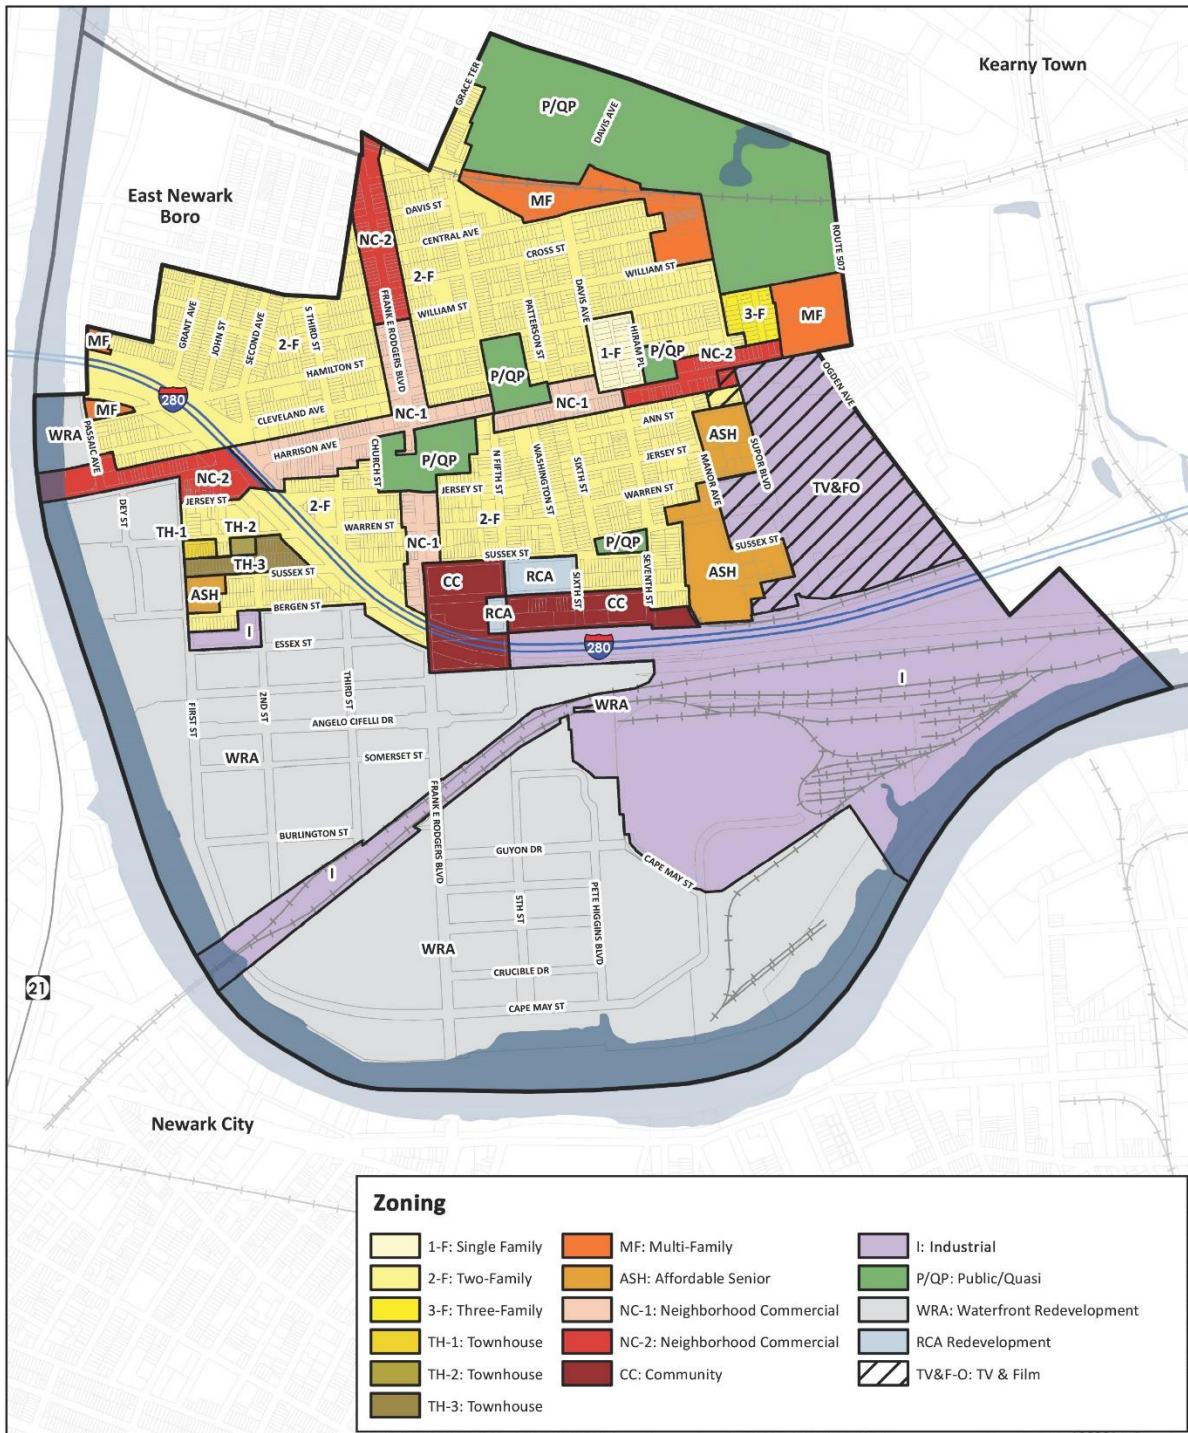 Kearny Town
GRACE TER
P/QP
DAVIS AVE
East Newark
Boro
DAVIS ST
MF
NC-2
CENTRAL AVE
CROSS ST
ROUTE 507
2-F
WILLIAM ST
DAVIS AVE
GRANT AVE
JOHN ST
SECOND AVE
S THIRD ST
FRANK E RODGERS BLVD
WILLIAM ST
PATTERSON ST
HIRAM PL
3-F
MF
MF
2-F
1-F
P/QP
NC-2
HAMILTON ST
P/QP
OGDEN AVE
280
MF
CLEVELAND AVE
NC-1
NC-1
WRA
PASSAIC AVE
HARRISON AVE
CHURCH ST
ANN ST
ASH
P/QP
N FIFTH ST
WASHINGTON ST
SIXTH ST
JERSEY ST
SUPOR BLVD
MANOR AVE
NC-2
JERSEY ST
TV&FO
JERSEY ST
DEY ST
2-F
2-F
WARREN ST
TH-1
TH-2
WARREN ST
NC-1
P/QP
SUSSEX ST
TH-3
SUSSEX ST
SUSSEX ST
SEVENTH ST
ASH
CC
RCA
SIXTH ST
ASH
BERGEN ST
RCA
CC
I
ESSEX ST
280
I
FIRST ST
2ND ST
THIRD ST
WRA
ANGELO CIFELLI DR
WRA
SOMERSET ST
FRANK E RODGERS BLVD
BURLINGTON ST
GUYON DR
CAPE MAY ST
I
5TH ST
PETE HIGGINS BLVD
WRA
CRUCIBLE DR
21
CAPE MAY ST
Newark City
Zoning
1-F: Single Family
2-F: Two-Family
3-F: Three-Family
TH-1: Townhouse
TH-2: Townhouse
TH-3: Townhouse
MF: Multi-Family
ASH: Affordable Senior
NC-1: Neighborhood Commercial
NC-2: Neighborhood Commercial
CC: Community
I: Industrial
P/QP: Public/Quasi
WRA: Waterfront Redevelopment
RCA Redevelopment
TV&F-O: TV & Film